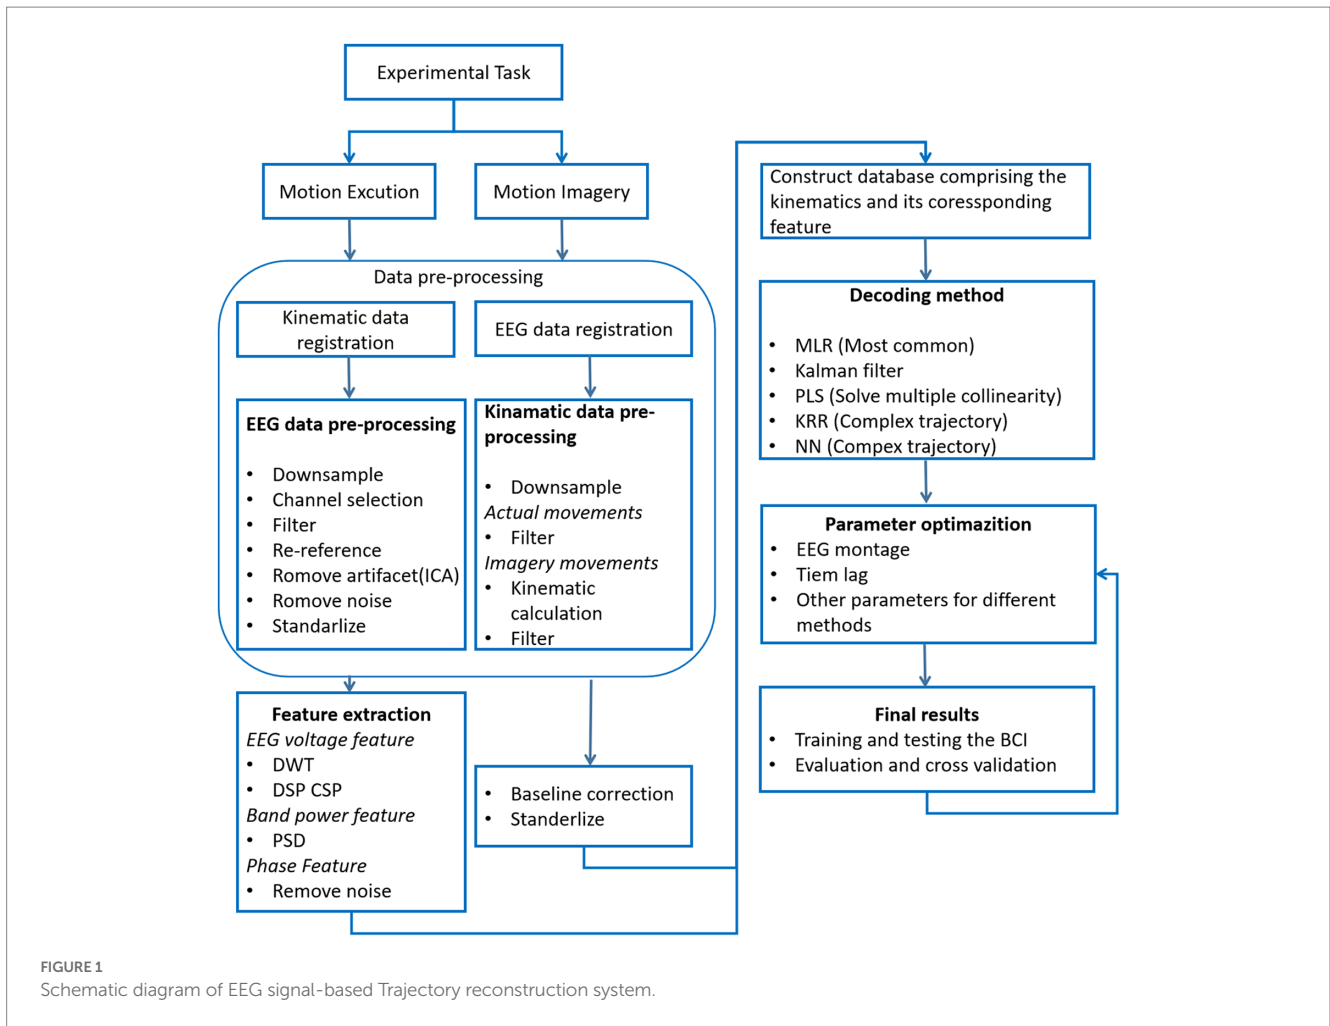 Experimental Task
Motion Excution
Motion Imagery
Data pre-processing
Kinematic data
registration
EEG data registration
EEG data pre-processing
• Downsample
• Channel selection
• Filter
• Re-reference
• Romove artifacet(ICA)
• Romove noise
• Standarlize
Kinamatic data pre-
processing
• Downsample
Actual movements
• Filter
Imagery movements
• Kinematic
calculation
• Filter
Feature extraction
EEG voltage feature
• DWT
• DSP CSP
Band power feature
• PSD
Phase Feature
• Remove noise
• Baseline correction
• Standerlize
Construct database comprising the
kinematics and its coressponding
feature
Decoding method
• MLR (Most common)
• Kalman filter
• PLS (Solve multiple collinearity)
• KRR (Complex trajectory)
• NN (Compex trajectory)
Parameter optimazition
• EEG montage
• Tiem lag
• Other parameters for different
methods
Final results
• Training and testing the BCI
• Evaluation and cross validation
FIGURE 1
Schematic diagram of EEG signal-based Trajectory reconstruction system.